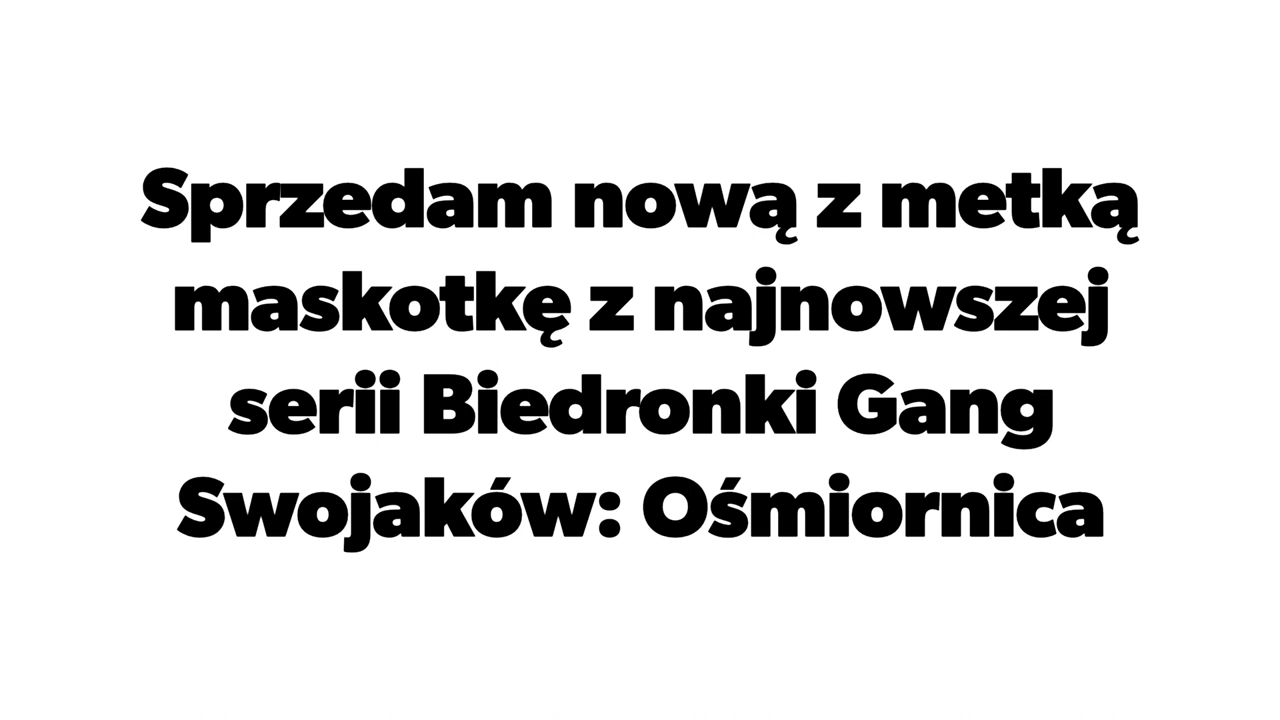 Sprzedam nową z metką
maskotkę z najnowszej
serii Biedronki Gang
Swojaków: Ośmiornica